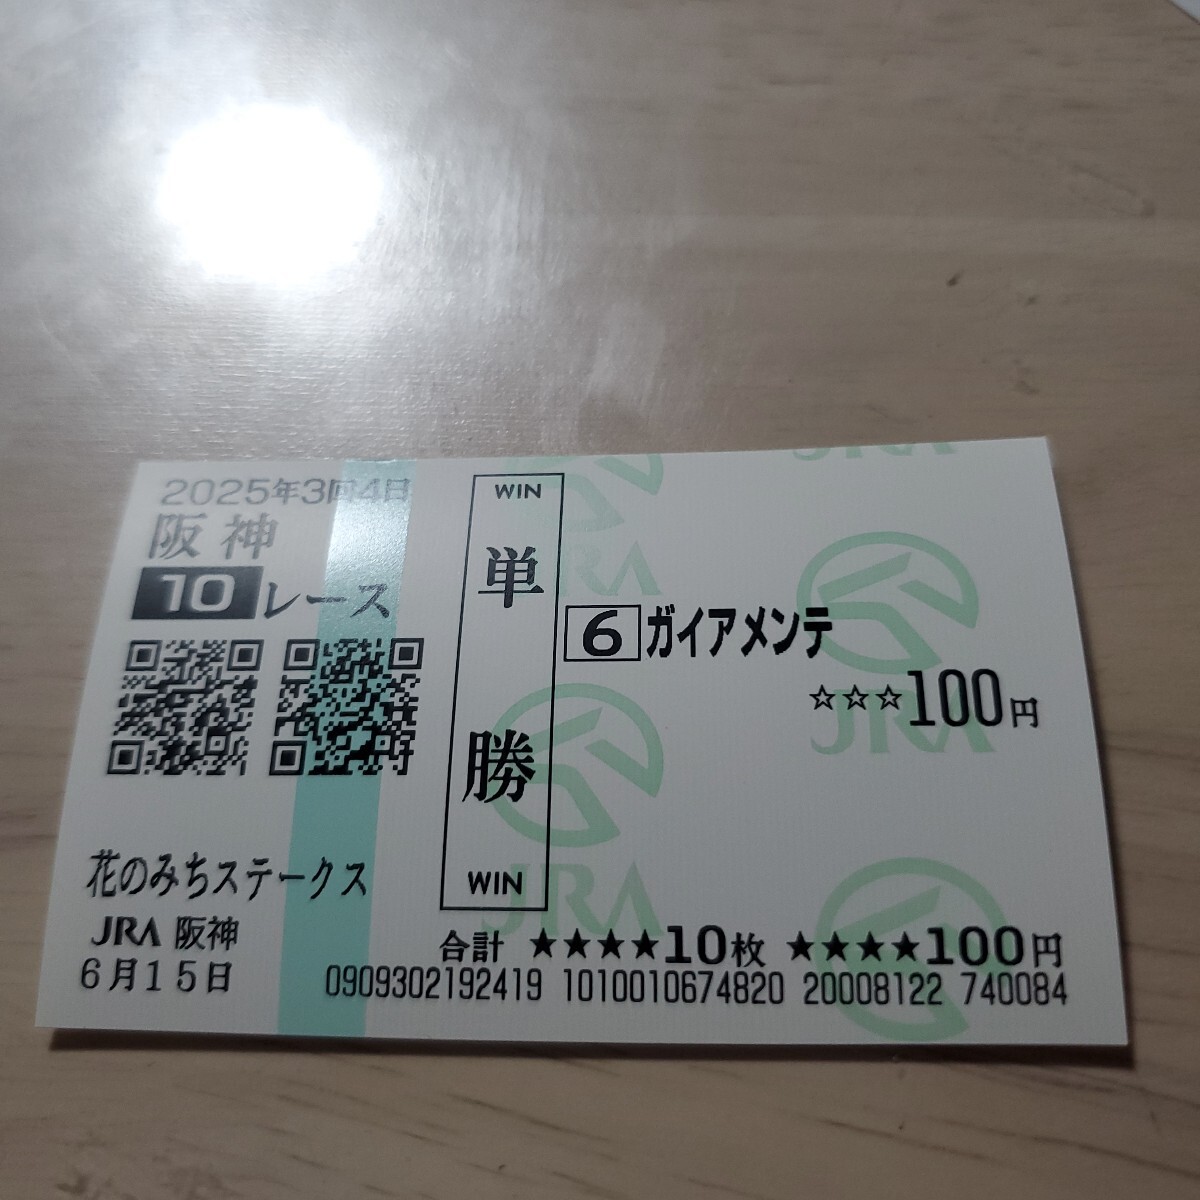 2025年3回4日
阪神
10レース
花のみちステークス
JRA 阪神
6月15日
WIN
単勝
WIN
6 ガイアメンテ
☆☆☆100円
合計 ★★★★10枚 ★★★★100円
0909302192419 1010010674820 20008122 740084
JRA
JRA
JRA
JRA